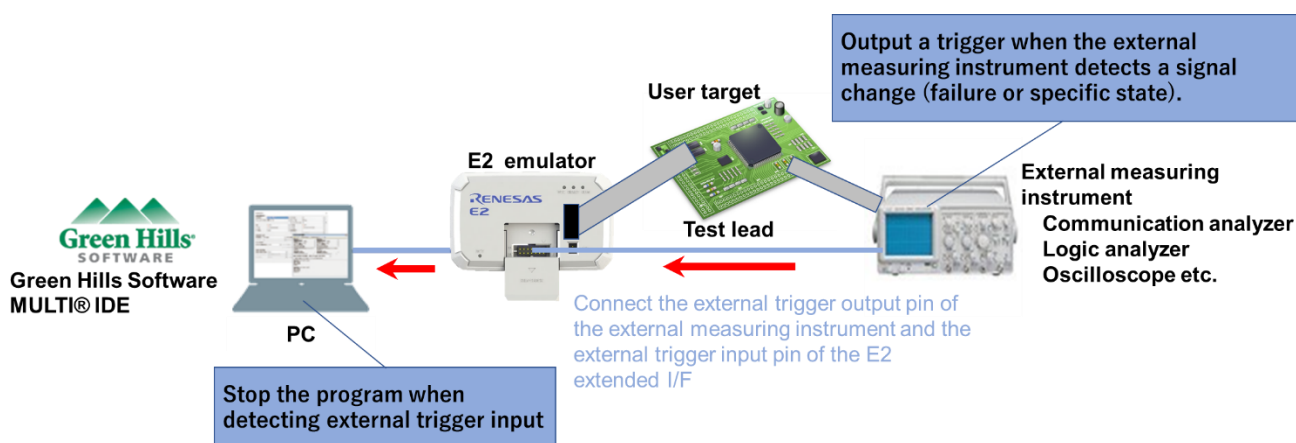 Output a trigger when the external
measuring instrument detects a signal
change (failure or specific state).
User target
E2 emulator
RENESAS
E2
External measuring
instrument
Communication analyzer
Logic analyzer
Oscilloscope etc.
Test lead
Green Hills®
SOFTWARE
Green Hills Software
MULTI® IDE
PC
Connect the external trigger output pin of
the external measuring instrument and the
external trigger input pin of the E2
extended I/F
Stop the program when
detecting external trigger input